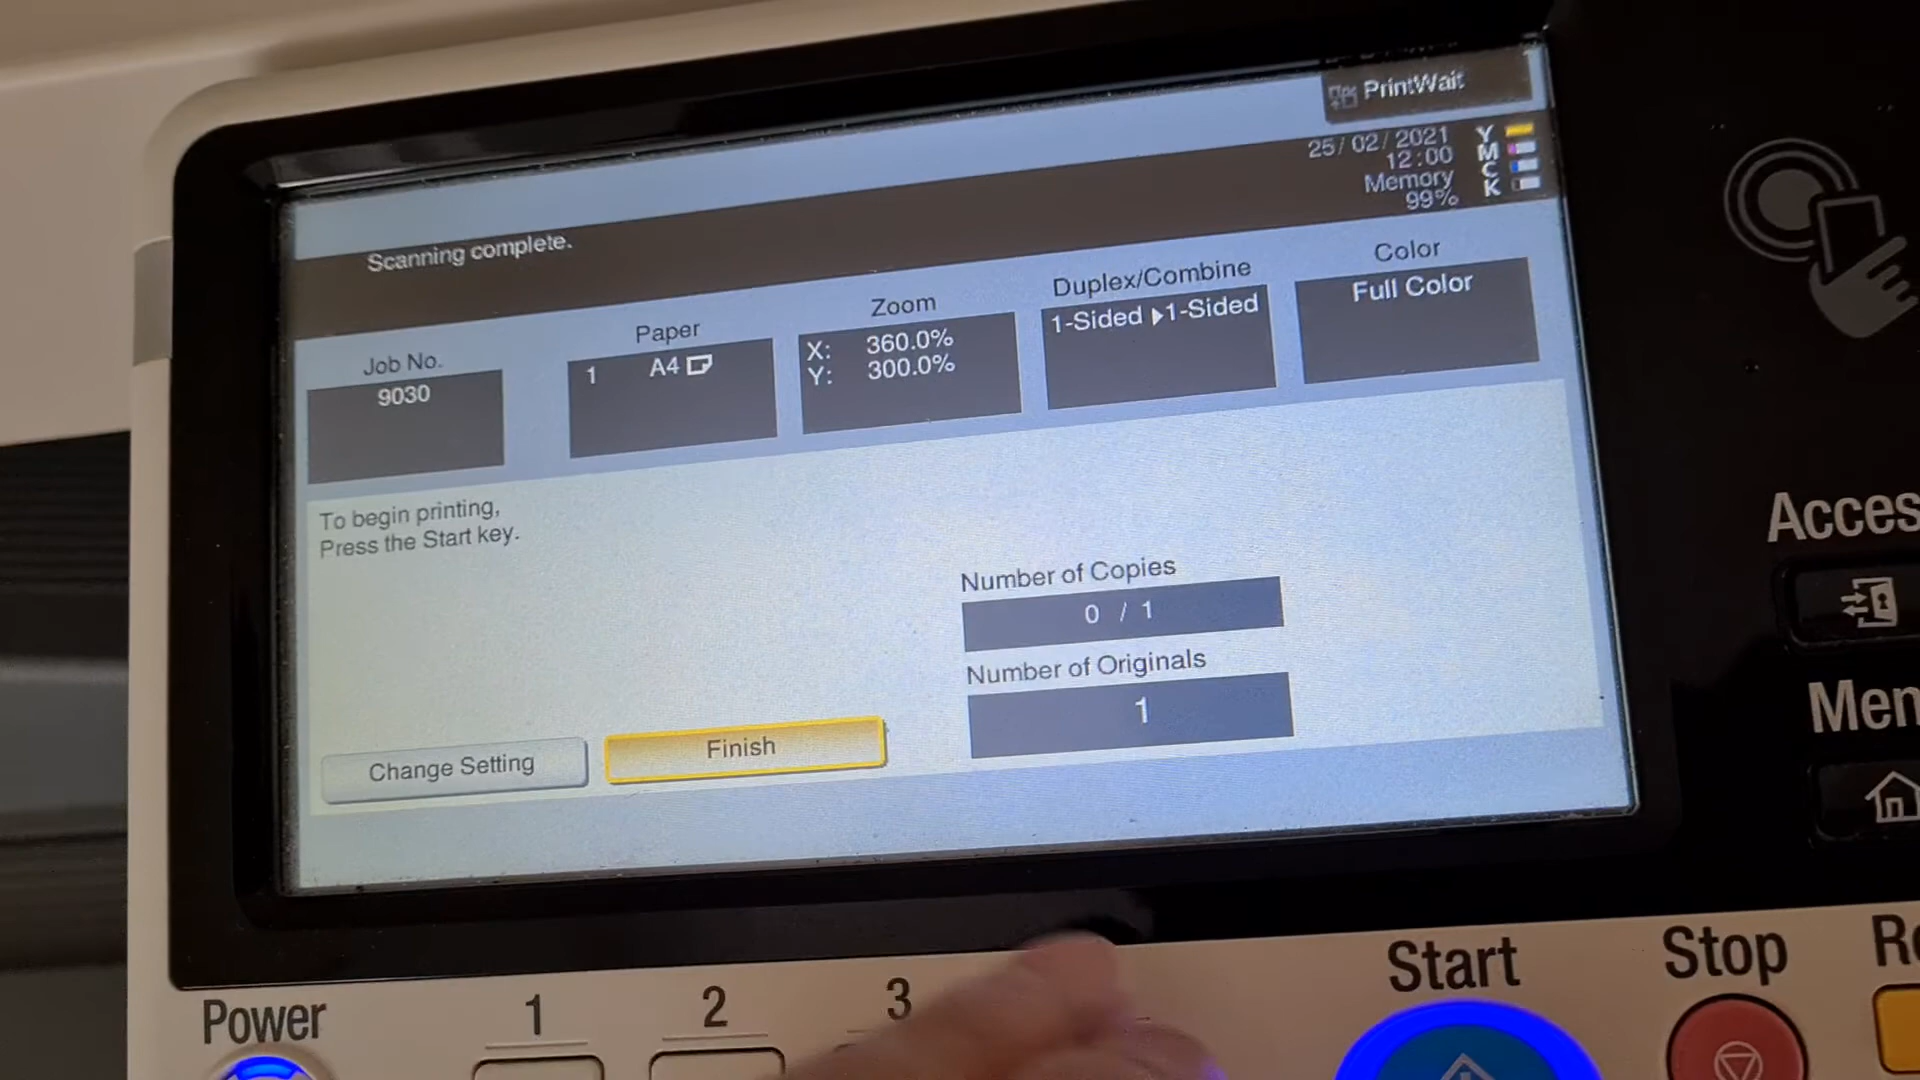 PrintWait
25/02/2021
12:00
Memory
99%
Y
M
C
K
Scanning complete.
Job No.
9030
Paper
1 A4
Zoom
X: 360.0%
Y: 300.0%
Duplex/Combine
1-Sided ▶1-Sided
Color
Full Color
To begin printing,
Press the Start key.
Number of Copies
0 / 1
Number of Originals
1
Change Setting
Finish
Acces
Men
Power
1
2
3
Start
Stop
Re